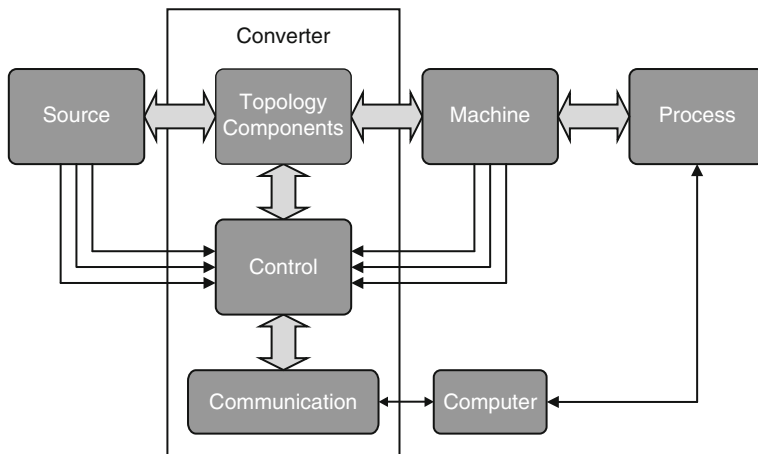 Converter
Source
Topology
Components
Machine
Process
Control
Communication
Computer